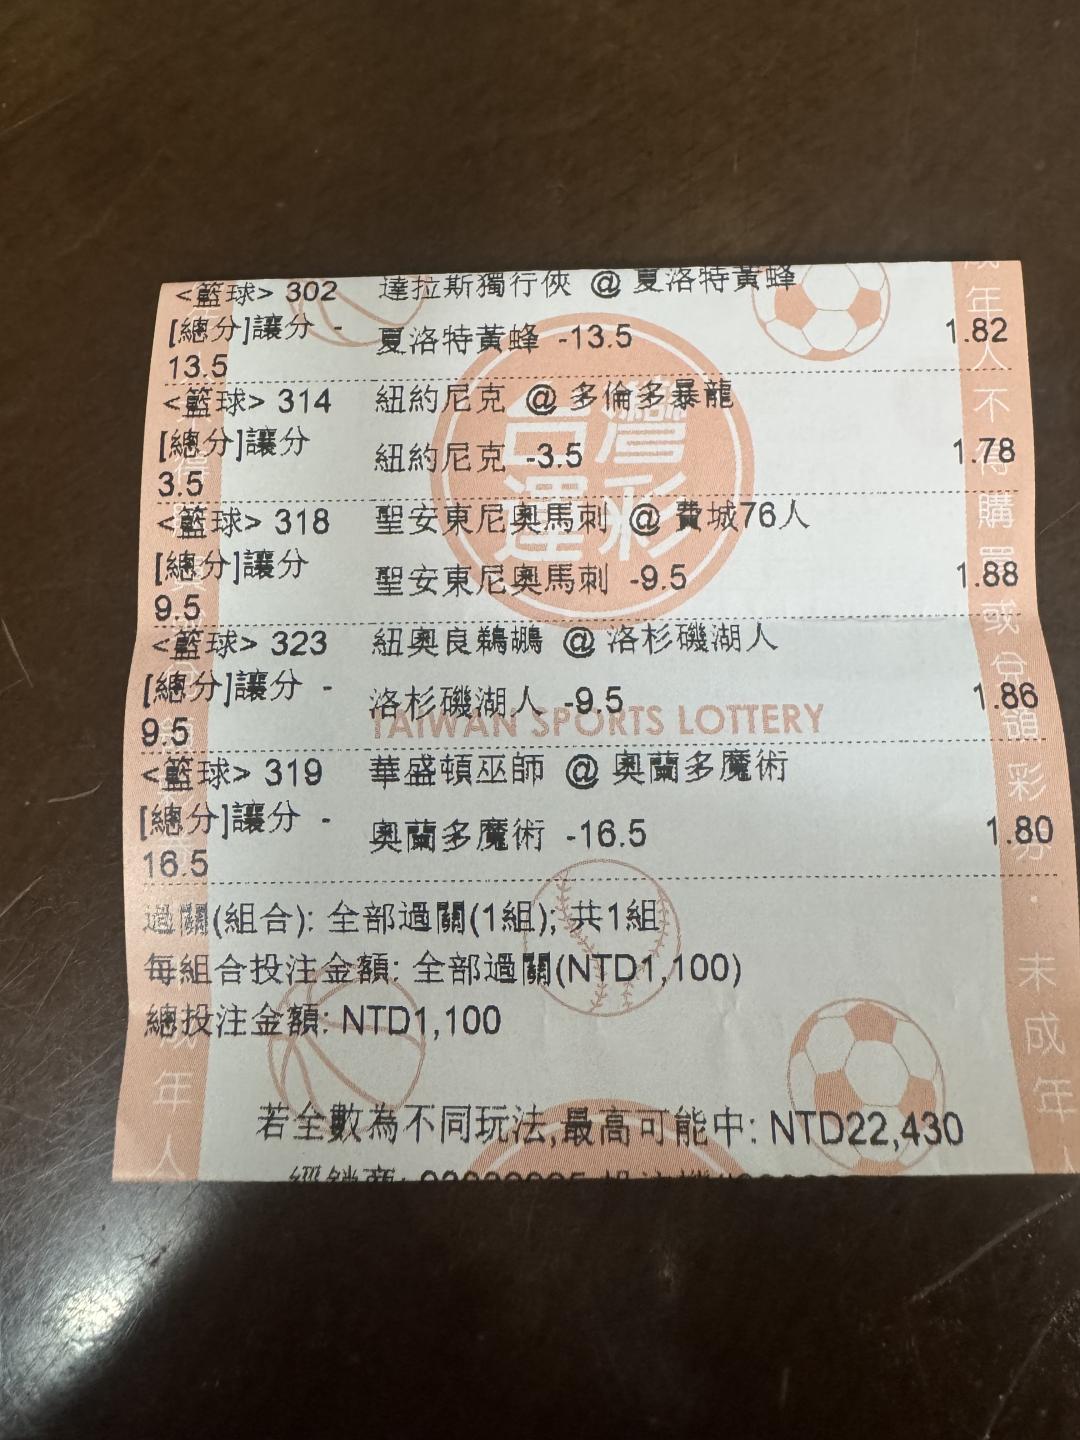 <籃球> 302 達拉斯獨行俠 @ 夏洛特黃蜂
[總分]讓分 - 夏洛特黃蜂 -13.5 1.82
13.5
<籃球> 314 紐約尼克 @ 多倫多暴龍
[總分]讓分 紐約尼克 -3.5 1.78
3.5
<籃球> 318 聖安東尼奧馬刺 @ 費城76人
[總分]讓分 聖安東尼奧馬刺 -9.5 1.88
9.5
<籃球> 323 紐奧良鵜鶘 @ 洛杉磯湖人
[總分]讓分 - 洛杉磯湖人 -9.5 1.86
9.5
TAIWAN SPORTS LOTTERY
<籃球> 319 華盛頓巫師 @ 奧蘭多魔術
[總分]讓分 - 奧蘭多魔術 -16.5 1.80
16.5
過關(組合): 全部過關(1組); 共1組
每組合投注金額: 全部過關(NTD1,100)
總投注金額: NTD1,100
若全數為不同玩法,最高可能中: NTD22,430
台灣
運彩
成年人不得購買或兌領彩券．未成年
成年人